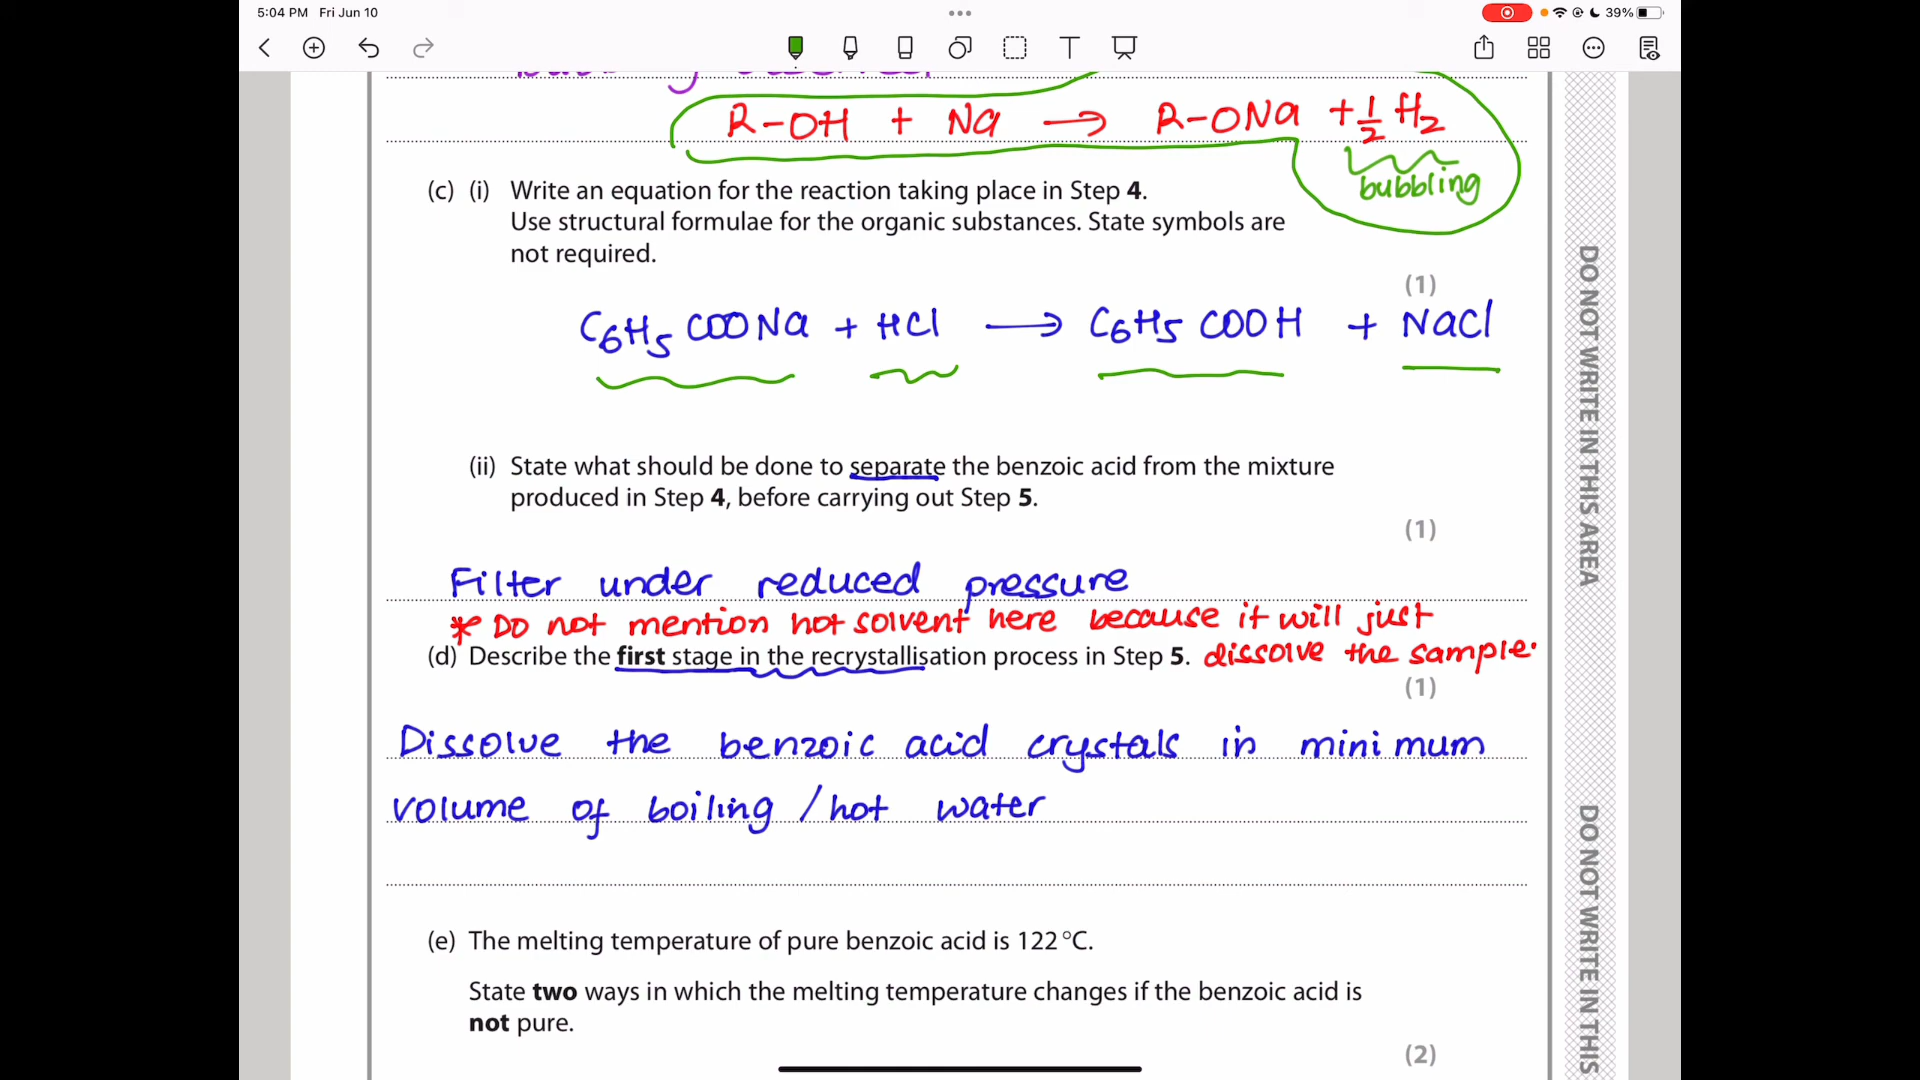 5:04 PM Fri Jun 10
39%
R-OH + Na → R-ONa + ½ H₂
bubbling
(c) (i) Write an equation for the reaction taking place in Step 4.
Use structural formulae for the organic substances. State symbols are
not required.
(1)
C₆H₅COONa + HCl → C₆H₅COOH + NaCl
(ii) State what should be done to separate the benzoic acid from the mixture
produced in Step 4, before carrying out Step 5.
(1)
Filter under reduced pressure
* Do not mention hot solvent here because it will just
dissolve the sample.
(d) Describe the first stage in the recrystallisation process in Step 5.
(1)
Dissolve the benzoic acid crystals in minimum
volume of boiling / hot water
(e) The melting temperature of pure benzoic acid is 122 °C.
State two ways in which the melting temperature changes if the benzoic acid is
not pure.
(2)
DO NOT WRITE IN THIS AREA
DO NOT WRITE IN THIS